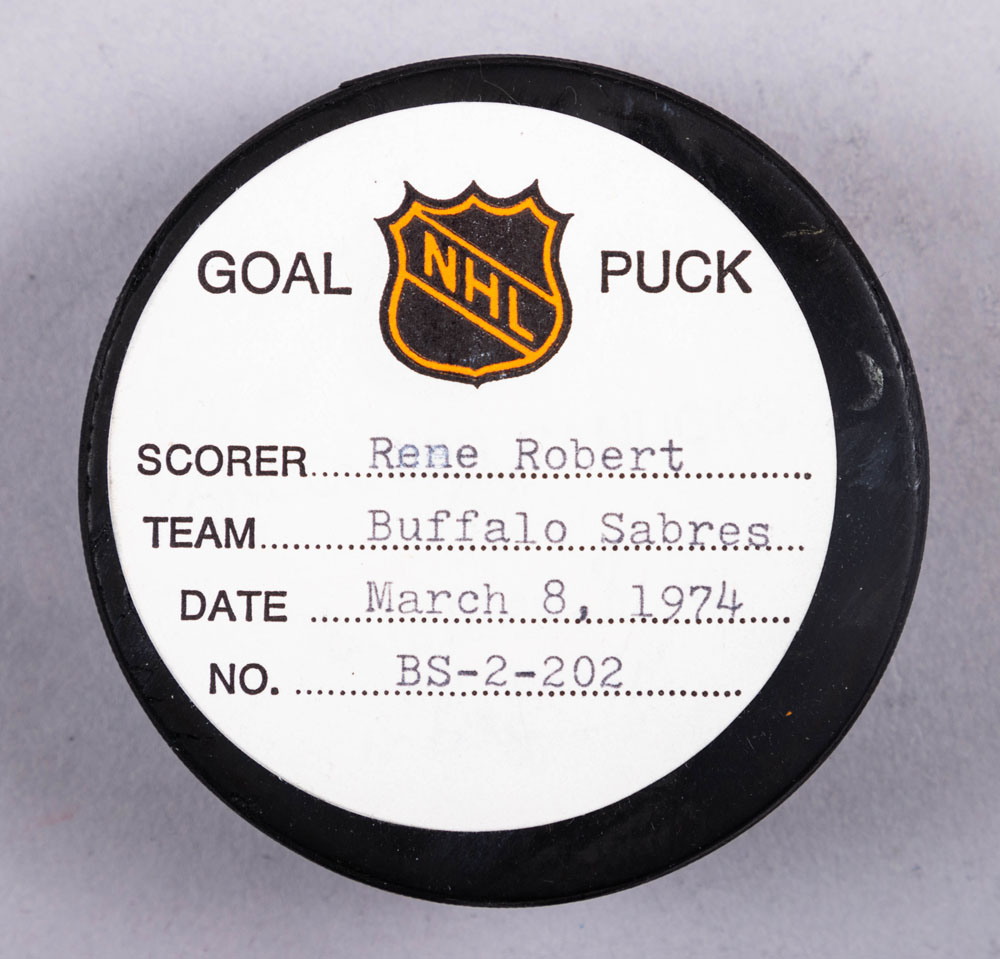 GOAL NHL PUCK
SCORER.....Rene Robert...........
TEAM..........Buffalo Sabres...
DATE ......March 8, 1974.....
NO. ..........BS-2-202..............